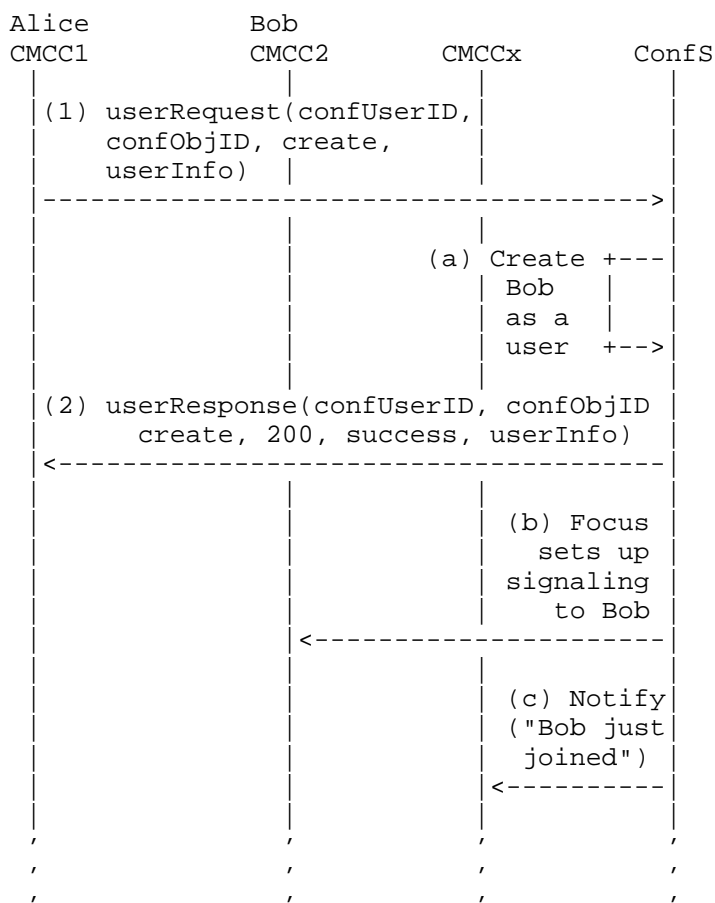 Alice Bob
CMCC1 CMCC2 CMCCx ConfS
(1) userRequest(confUserID,
confObjID, create,
userInfo)
(a) Create
Bob
as a
user
(2) userResponse(confUserID, confObjID
create, 200, success, userInfo)
(b) Focus
sets up
signaling
to Bob
(c) Notify
("Bob just
joined")